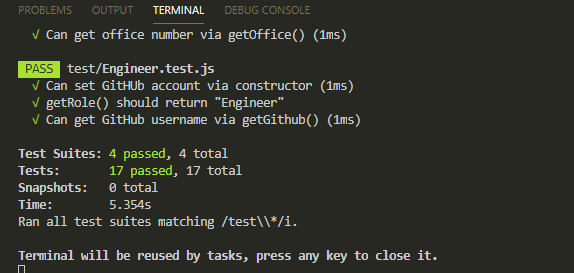 PROBLEMS OUTPUT TERMINAL DEBUG CONSOLE
√ Can get office number via getOffice() (1ms)
PASS test/Engineer.test.js
√ Can set GitHUb account via constructor (1ms)
√ getRole() should return "Engineer"
√ Can get GitHub username via getGithub() (1ms)
Test Suites: 4 passed, 4 total
Tests: 17 passed, 17 total
Snapshots: 0 total
Time: 5.354s
Ran all test suites matching /test\\*/i.
Terminal will be reused by tasks, press any key to close it.